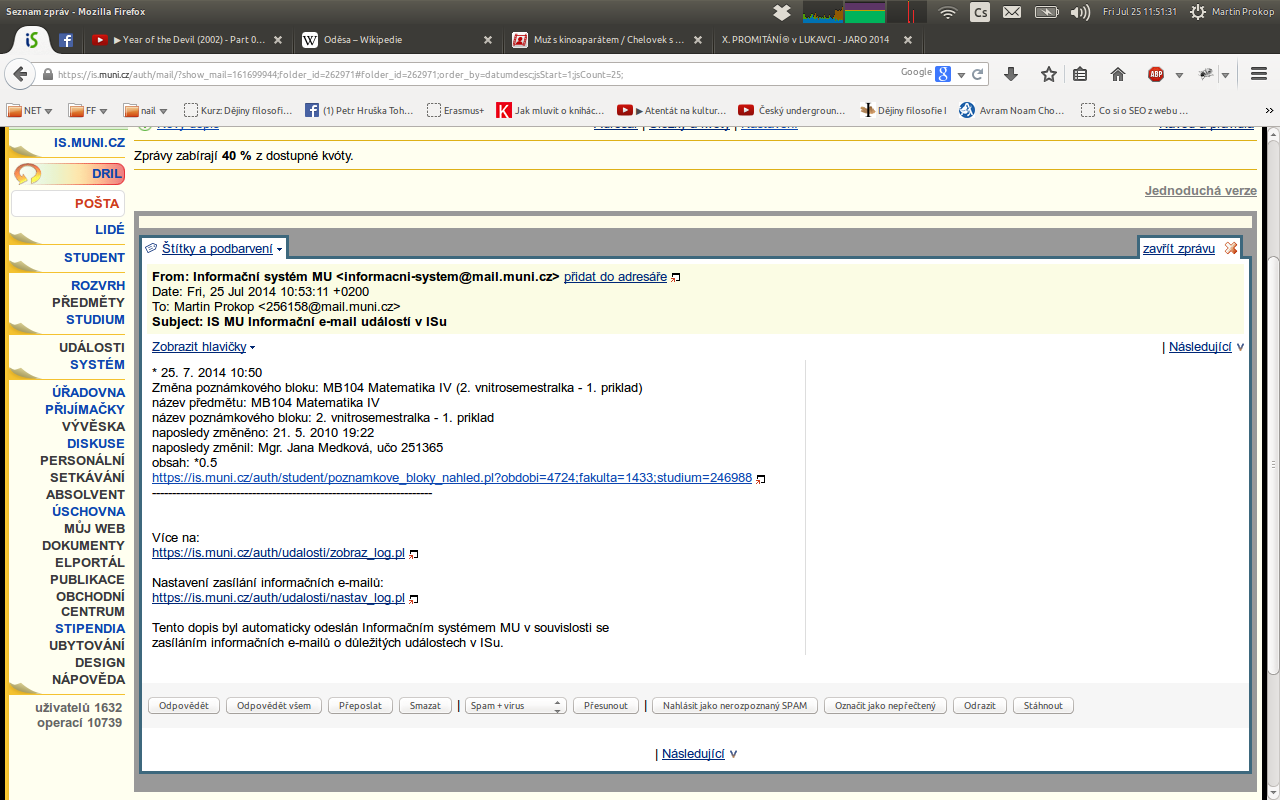 Seznam zpráv - Mozilla Firefox
Cs
Fri Jul 25 11:51:31
Martin Prokop
▶ Year of the Devil (2002) - Part 0…
Oděsa – Wikipedie
Muž s kinoaparátem / Chelovek s …
X. PROMITÁNÍ® v LUKAVCI - JARO 2014
https://is.muni.cz/auth/mail/?show_mail=161699944;folder_id=262971#folder_id=262971;order_by=datumdescjsStart=1;jsCount=25;
Google
ABP
NET
FF
nail
Kurz: Dějiny filosofi…
(1) Petr Hruška Toh…
Erasmus+
Jak mluvit o knihác…
▶ Atentát na kultur…
Český undergroun…
Dějiny filosofie I
Avram Noam Cho…
Co si o SEO z webu …
Nový dopis
Adresář | Složky a kvóty | Nastavení
Návod a pravidla
Zprávy zabírají 40 % z dostupné kvóty.
Jednoduchá verze
IS.MUNI.CZ
DRIL
POŠTA
LIDÉ
STUDENT
ROZVRH
PŘEDMĚTY
STUDIUM
UDÁLOSTI
SYSTÉM
ÚŘADOVNA
PŘIJÍMAČKY
VÝVĚSKA
DISKUSE
PERSONÁLNÍ
SETKÁVÁNÍ
ABSOLVENT
ÚSCHOVNA
MŮJ WEB
DOKUMENTY
ELPORTÁL
PUBLIKACE
OBCHODNÍ
CENTRUM
STIPENDIA
UBYTOVÁNÍ
DESIGN
NÁPOVĚDA
uživatelů 1632
operací 10739
Štítky a podbarvení
zavřít zprávu
From: Informační systém MU <informacni-system@mail.muni.cz> přidat do adresáře
Date: Fri, 25 Jul 2014 10:53:11 +0200
To: Martin Prokop <256158@mail.muni.cz>
Subject: IS MU Informační e-mail událostí v ISu
Zobrazit hlavičky
| Následující
* 25. 7. 2014 10:50
Změna poznámkového bloku: MB104 Matematika IV (2. vnitrosemestralka - 1. priklad)
název předmětu: MB104 Matematika IV
název poznámkového bloku: 2. vnitrosemestralka - 1. priklad
naposledy změněno: 21. 5. 2010 19:22
naposledy změnil: Mgr. Jana Medková, učo 251365
obsah: *0.5
https://is.muni.cz/auth/student/poznamkove_bloky_nahled.pl?obdobi=4724;fakulta=1433;studium=246988
----------------------------------------------------------------------
Více na:
https://is.muni.cz/auth/udalosti/zobraz_log.pl
Nastavení zasílání informačních e-mailů:
https://is.muni.cz/auth/udalosti/nastav_log.pl
Tento dopis byl automaticky odeslán Informačním systémem MU v souvislosti se
zasíláním informačních e-mailů o důležitých událostech v ISu.
Odpovědět
Odpovědět všem
Přeposlat
Smazat
|
Spam + virus
Přesunout
|
Nahlásit jako nerozpoznaný SPAM
Označit jako nepřečtený
Odrazit
Stáhnout
| Následující